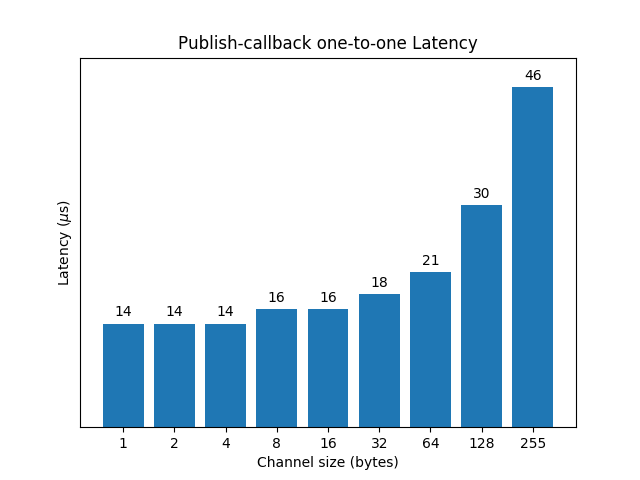 Publish-callback one-to-one Latency
46
30
21
18
16 16
14 14 14
Latency (μs)
1 2 4 8 16 32 64 128 255
Channel size (bytes)